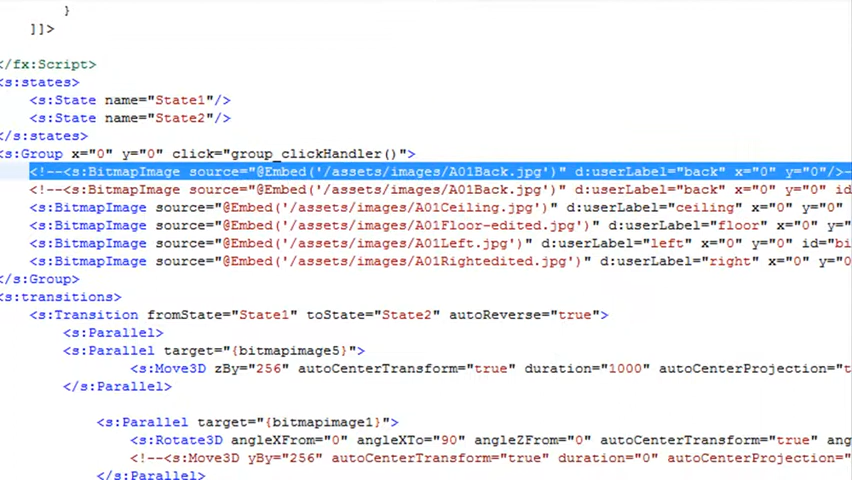 }
]]>
</fx:Script>
<s:states>
<s:State name="State1"/>
<s:State name="State2"/>
</s:states>
<s:Group x="0" y="0" click="group_clickHandler()">
<!--<s:BitmapImage source="@Embed('/assets/images/A01Back.jpg')" d:userLabel="back" x="0" y="0"/>-
<!--<s:BitmapImage source="@Embed('/assets/images/A01Back.jpg')" d:userLabel="back" x="0" y="0" id
<s:BitmapImage source="@Embed('/assets/images/A01Ceiling.jpg')" d:userLabel="ceiling" x="0" y="0"
<s:BitmapImage source="@Embed('/assets/images/A01Floor-edited.jpg')" d:userLabel="floor" x="0" y=
<s:BitmapImage source="@Embed('/assets/images/A01Left.jpg')" d:userLabel="left" x="0" y="0" id="bi
<s:BitmapImage source="@Embed('/assets/images/A01Rightedited.jpg')" d:userLabel="right" x="0" y="0
</s:Group>
<s:transitions>
<s:Transition fromState="State1" toState="State2" autoReverse="true">
<s:Parallel>
<s:Parallel target="{bitmapimage5}">
<s:Move3D zBy="256" autoCenterTransform="true" duration="1000" autoCenterProjection="t
</s:Parallel>
<s:Parallel target="{bitmapimage1}">
<s:Rotate3D angleXFrom="0" angleXTo="90" angleZFrom="0" autoCenterTransform="true" ang
<!--<s:Move3D yBy="256" autoCenterTransform="true" duration="0" autoCenterProjection="
</s:Parallel>